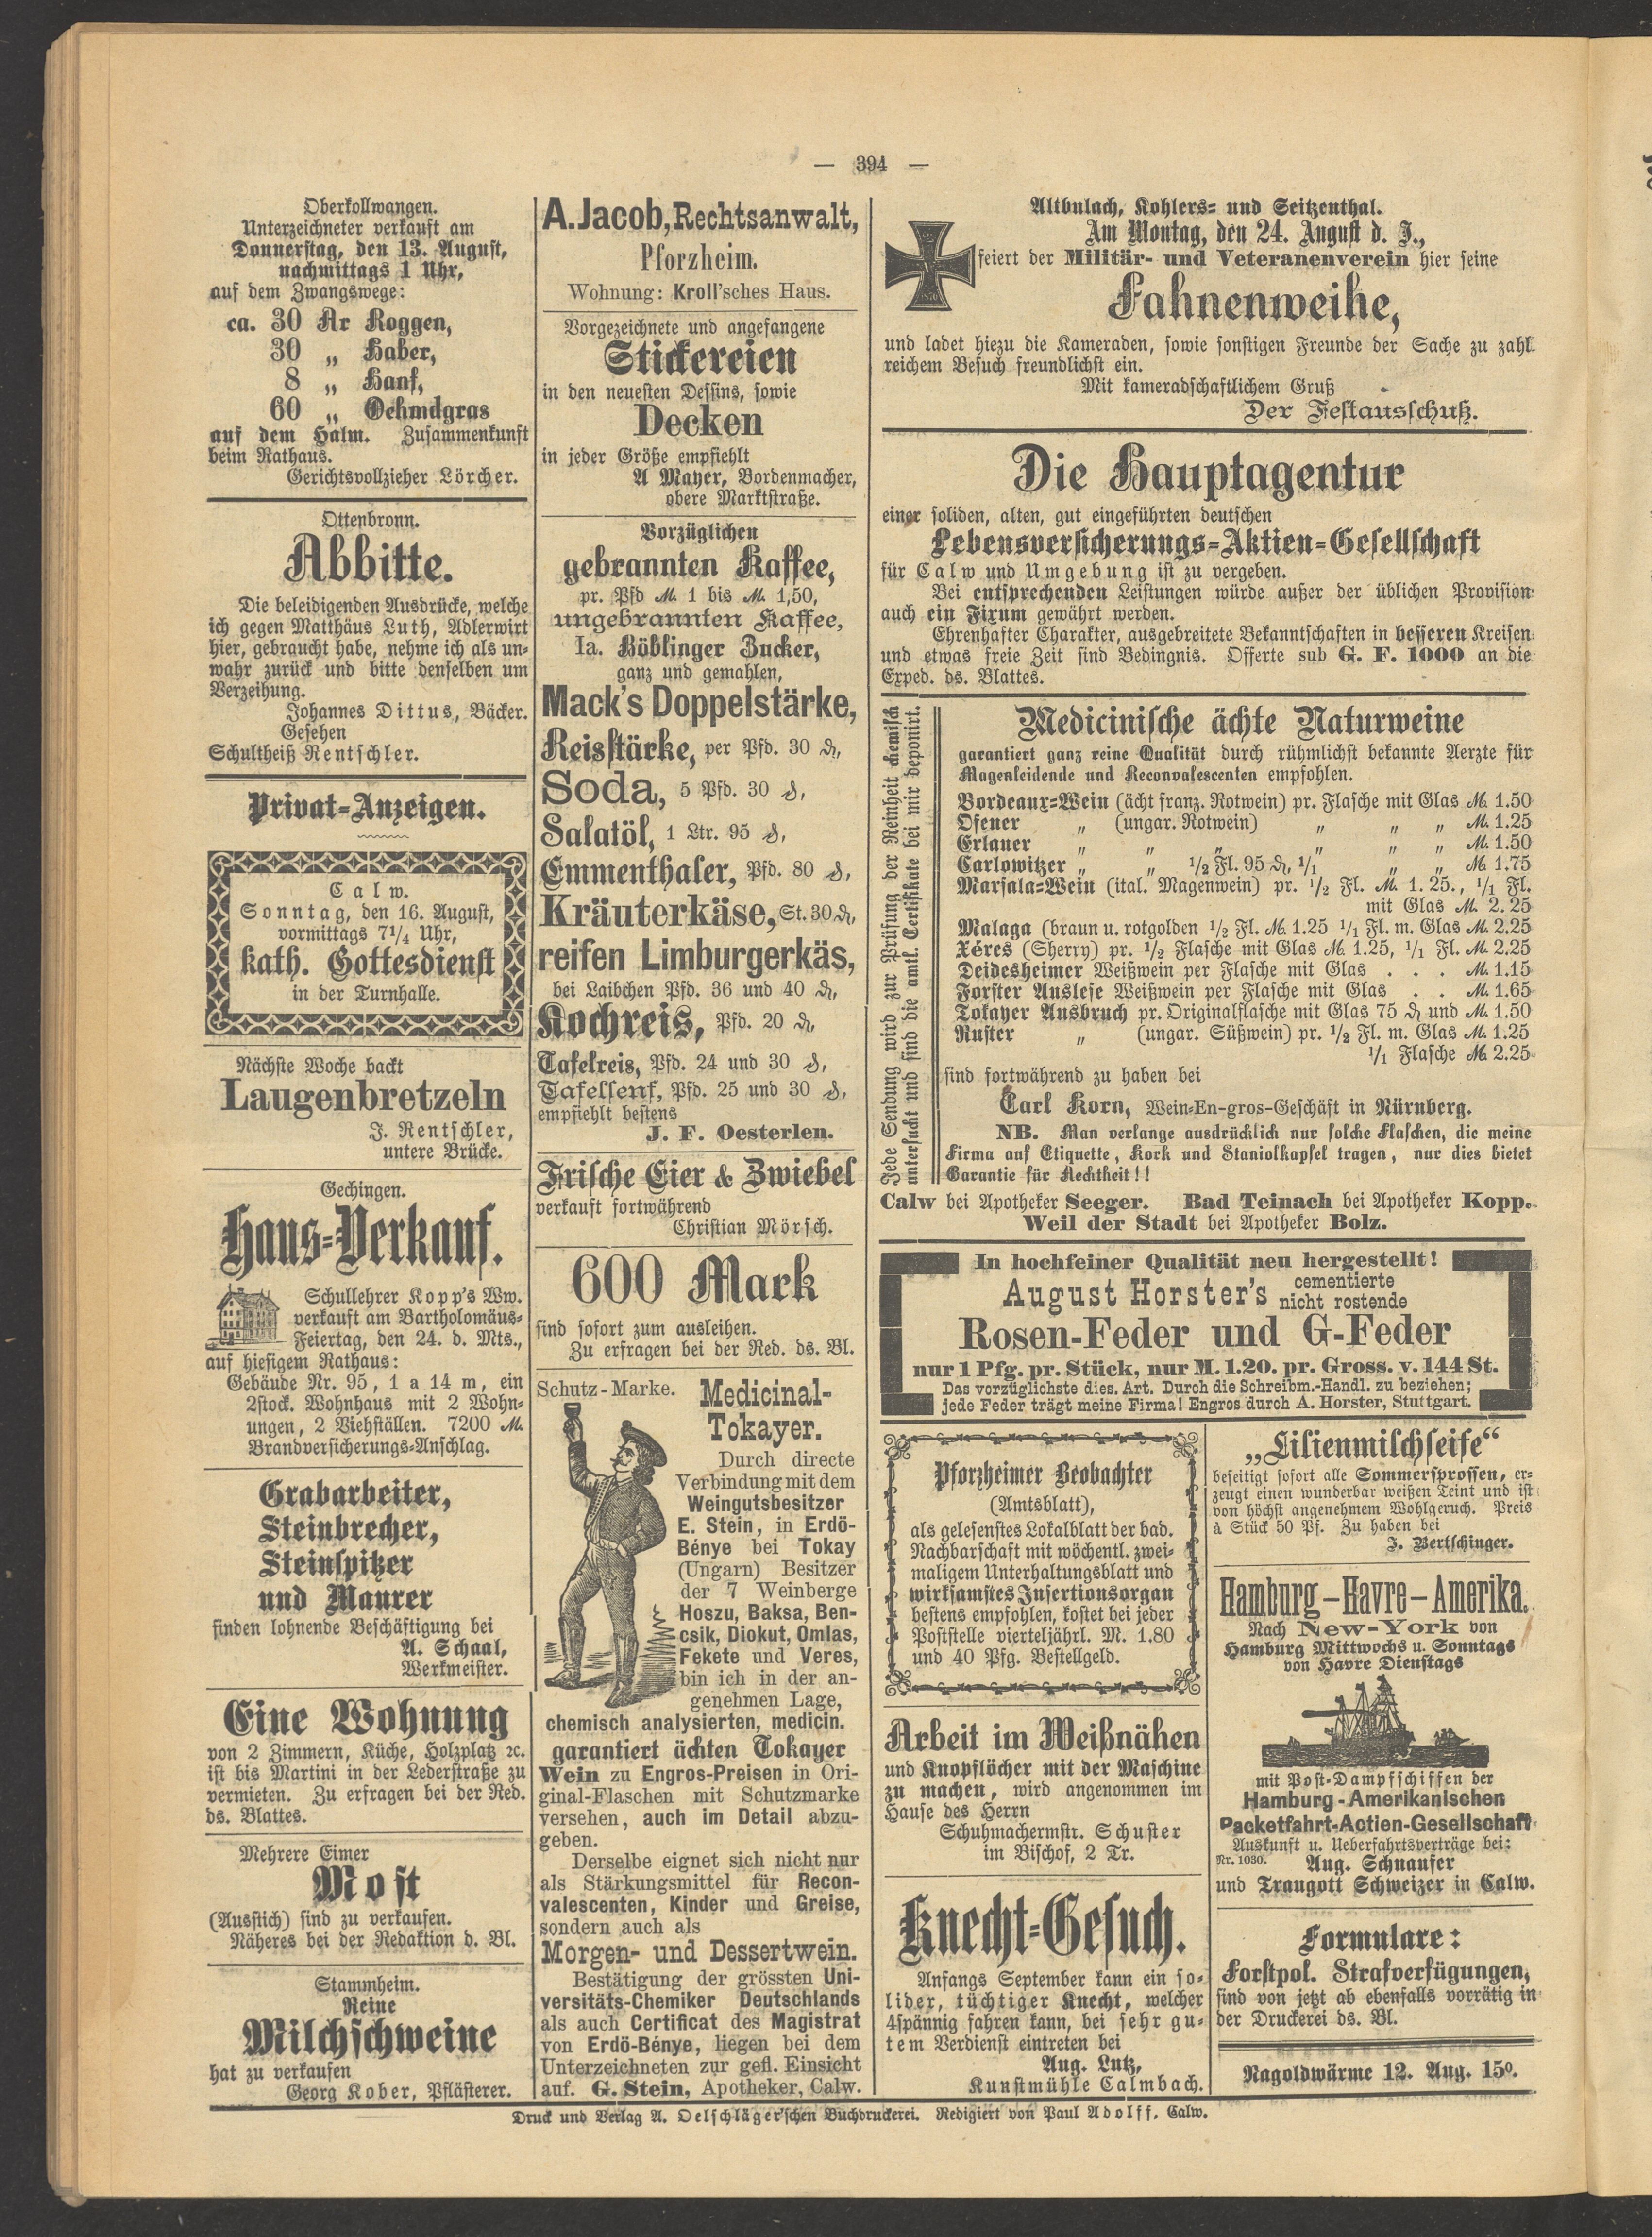 — 394 —
Oberkollwangen.
Unterzeichneter verkauft am
Donnerstag, den 13. August,
nachmittags 1 Uhr,
auf dem Zwangswege:
ca. 30 Ar Roggen,
30 „ Haber,
8 „ Hanf,
60 „ Oehmdgras
auf dem Halm. Zusammenkunft
beim Rathaus.
Gerichtsvollzieher Lörcher.
Ottenbronn.
Abbitte.
Die beleidigenden Ausdrücke, welche
ich gegen Matthäus Luth, Adlerwirt
hier, gebraucht habe, nehme ich als un-
wahr zurück und bitte denselben um
Verzeihung.
Johannes Dittus, Bäcker.
Gesehen
Schultheiß Rentschler.
Privat-Anzeigen.
Calw.
Sonntag, den 16. August,
vormittags 7¼ Uhr,
kath. Gottesdienst
in der Turnhalle.
Nächste Woche backt
Laugenbretzeln
J. Rentschler,
untere Brücke.
Gechingen.
Haus-Verkauf.
Schullehrer Kopp's Ww.
verkauft am Bartholomäus-
Feiertag, den 24. d. Mts.,
auf hiesigem Rathaus:
Gebäude Nr. 95, 1 a 14 m, ein
2stock. Wohnhaus mit 2 Wohn-
ungen, 2 Viehställen. 7200 M.
Brandversicherungs-Anschlag.
Grabarbeiter,
Steinbrecher,
Steinspitzer
und Maurer
finden lohnende Beschäftigung bei
A. Schaal,
Werkmeister.
Eine Wohnung
von 2 Zimmern, Küche, Holzplatz ꝛc.
ist bis Martini in der Lederstraße zu
vermieten. Zu erfragen bei der Red.
ds. Blattes.
Mehrere Eimer
Most
(Ausstich) sind zu verkaufen.
Näheres bei der Redaktion d. Bl.
Stammheim.
Reine
Milchschweine
hat zu verkaufen
Georg Kober, Pflästerer.
A. Jacob, Rechtsanwalt,
Pforzheim.
Wohnung: Kroll'sches Haus.
Vorgezeichnete und angefangene
Stickereien
in den neuesten Dessins, sowie
Decken
in jeder Größe empfiehlt
A Mayer, Bordenmacher,
obere Marktstraße.
Vorzüglichen
gebrannten Kaffee,
pr. Pfd M. 1 bis M. 1,50,
ungebrannten Kaffee,
Ia. Böblinger Zucker,
ganz und gemahlen,
Mack's Doppelstärke,
Reisstärke, per Pfd. 30 ₰,
Soda, 5 Pfd. 30 ₰,
Salatöl, 1 Ltr. 95 ₰,
Emmenthaler, Pfd. 80 ₰,
Kräuterkäse, St. 30 ₰,
reifen Limburgerkäs,
bei Laibchen Pfd. 36 und 40 ₰,
Kochreis, Pfd. 20 ₰
Tafelreis, Pfd. 24 und 30 ₰,
Tafelsenf, Pfd. 25 und 30 ₰,
empfiehlt bestens
J. F. Oesterlen.
Frische Eier & Zwiebel
verkauft fortwährend
Christian Mörsch.
600 Mark
sind sofort zum ausleihen.
Zu erfragen bei der Red. ds. Bl.
Schutz-Marke.
Medicinal-
Tokayer.
Durch directe
Verbindung mit dem
Weingutsbesitzer
E. Stein, in Erdö-
Bénye bei Tokay
(Ungarn) Besitzer
der 7 Weinberge
Hoszu, Baksa, Ben-
csik, Diokut, Omlas,
Fekete und Veres,
bin ich in der an-
genehmen Lage,
chemisch analysierten, medicin.
garantiert ächten Tokayer
Wein zu Engros-Preisen in Ori-
ginal-Flaschen mit Schutzmarke
versehen, auch im Detail abzu-
geben.
Derselbe eignet sich nicht nur
als Stärkungsmittel für Recon-
valescenten, Kinder und Greise,
sondern auch als
Morgen- und Dessertwein.
Bestätigung der grössten Uni-
versitäts-Chemiker Deutschlands
als auch Certificat des Magistrat
von Erdö-Bénye, liegen bei dem
Unterzeichneten zur gefl. Einsicht
auf. G. Stein, Apotheker, Calw.
Altbulach, Kohlers- und Seitzenthal.
Am Montag, den 24. August d. J.,
feiert der Militär- und Veteranenverein hier seine
Fahnenweihe,
und ladet hiezu die Kameraden, sowie sonstigen Freunde der Sache zu zahl
reichem Besuch freundlichst ein.
Mit kameradschaftlichem Gruß
Der Festausschuß.
Die Hauptagentur
einer soliden, alten, gut eingeführten deutschen
Lebensversicherungs-Aktien-Gesellschaft
für Calw und Umgebung ist zu vergeben.
Bei entsprechenden Leistungen würde außer der üblichen Provision
auch ein Fixum gewährt werden.
Ehrenhafter Charakter, ausgebreitete Bekanntschaften in besseren Kreisen
und etwas freie Zeit sind Bedingnis. Offerte sub G. F. 1000 an die
Exped. ds. Blattes.
Jede Sendung wird zur Prüfung der Reinheit chemisch
untersucht und sind die amtl. Certifikate bei mir deponirt.
Medicinische ächte Naturweine
garantiert ganz reine Qualität durch rühmlichst bekannte Aerzte für
Magenleidende und Reconvalescenten empfohlen.
Bordeaux-Wein (ächt franz. Rotwein) pr. Flasche mit Glas M. 1.50
Ofener „ (ungar. Rotwein) „ „ „ M. 1.25
Erlauer „ „ „ „ „ M. 1.50
Carlowitzer „ „ 1/2 Fl. 95 ₰, 1/1 „ „ M 1.75
Marsala-Wein (ital. Magenwein) pr. 1/2 Fl. M. 1.25., 1/1 Fl.
mit Glas M. 2.25
Malaga (braun u. rotgolden 1/2 Fl. M. 1.25 1/1 Fl. m. Glas M. 2.25
Xéres (Sherry) pr. 1/2 Flasche mit Glas M. 1.25, 1/1 Fl. M. 2.25
Deidesheimer Weißwein per Flasche mit Glas . . . M. 1.15
Forster Auslese Weißwein per Flasche mit Glas . . M. 1.65
Tokayer Ausbruch pr. Originalflasche mit Glas 75 ₰ und M. 1.50
Ruster „ (ungar. Süßwein) pr. 1/2 Fl. m. Glas M. 1.25
1/1 Flasche M. 2.25
sind fortwährend zu haben bei
Carl Korn, Wein-En-gros-Geschäft in Nürnberg.
NB. Man verlange ausdrücklich nur solche Flaschen, die meine
Firma auf Etiquette, Kork und Staniolkapsel tragen, nur dies bietet
Garantie für Aechtheit!!
Calw bei Apotheker Seeger. Bad Teinach bei Apotheker Kopp.
Weil der Stadt bei Apotheker Bolz.
In hochfeiner Qualität neu hergestellt!
August Horster's cementierte
nicht rostende
Rosen-Feder und G-Feder
nur 1 Pfg. pr. Stück, nur M. 1.20. pr. Gross. v. 144 St.
Das vorzüglichste dies. Art. Durch die Schreibm.-Handl. zu beziehen;
jede Feder trägt meine Firma! Engros durch A. Horster, Stuttgart.
Pforzheimer Beobachter
(Amtsblatt),
als gelesenstes Lokalblatt der bad.
Nachbarschaft mit wöchentl. zwei-
maligem Unterhaltungsblatt und
wirksamstes Insertionsorgan
bestens empfohlen, kostet bei jeder
Poststelle vierteljährl. M. 1.80
und 40 Pfg. Bestellgeld.
Arbeit im Weißnähen
und Knopflöcher mit der Maschine
zu machen, wird angenommen im
Hause des Herrn
Schuhmachermstr. Schuster
im Bischof, 2 Tr.
Knecht-Gesuch.
Anfangs September kann ein so-
lider, tüchtiger Knecht, welcher
4spännig fahren kann, bei sehr gu-
tem Verdienst eintreten bei
Aug. Lutz,
Kunstmühle Calmbach.
„Lilienmilchseife“
beseitigt sofort alle Sommersprossen, er-
zeugt einen wunderbar weißen Teint und ist
von höchst angenehmem Wohlgeruch. Preis
à Stück 50 Pf. Zu haben bei
J. Bertschinger.
Hamburg–Havre–Amerika.
Nach New-York von
Hamburg Mittwochs u. Sonntags
von Havre Dienstags
mit Post-Dampfschiffen der
Hamburg-Amerikanischen
Packetfahrt-Actien-Gesellschaft
Auskunft u. Ueberfahrtsverträge bei:
Nr. 1030. Aug. Schnaufer
und Traugott Schweizer in Calw.
Formulare:
Forstpol. Strafverfügungen,
sind von jetzt ab ebenfalls vorrätig in
der Druckerei ds. Bl.
Nagoldwärme 12. Aug. 15°.
Druck und Verlag A. Oelschläger'schen Buchdruckerei. Redigiert von Paul Adolff, Calw.